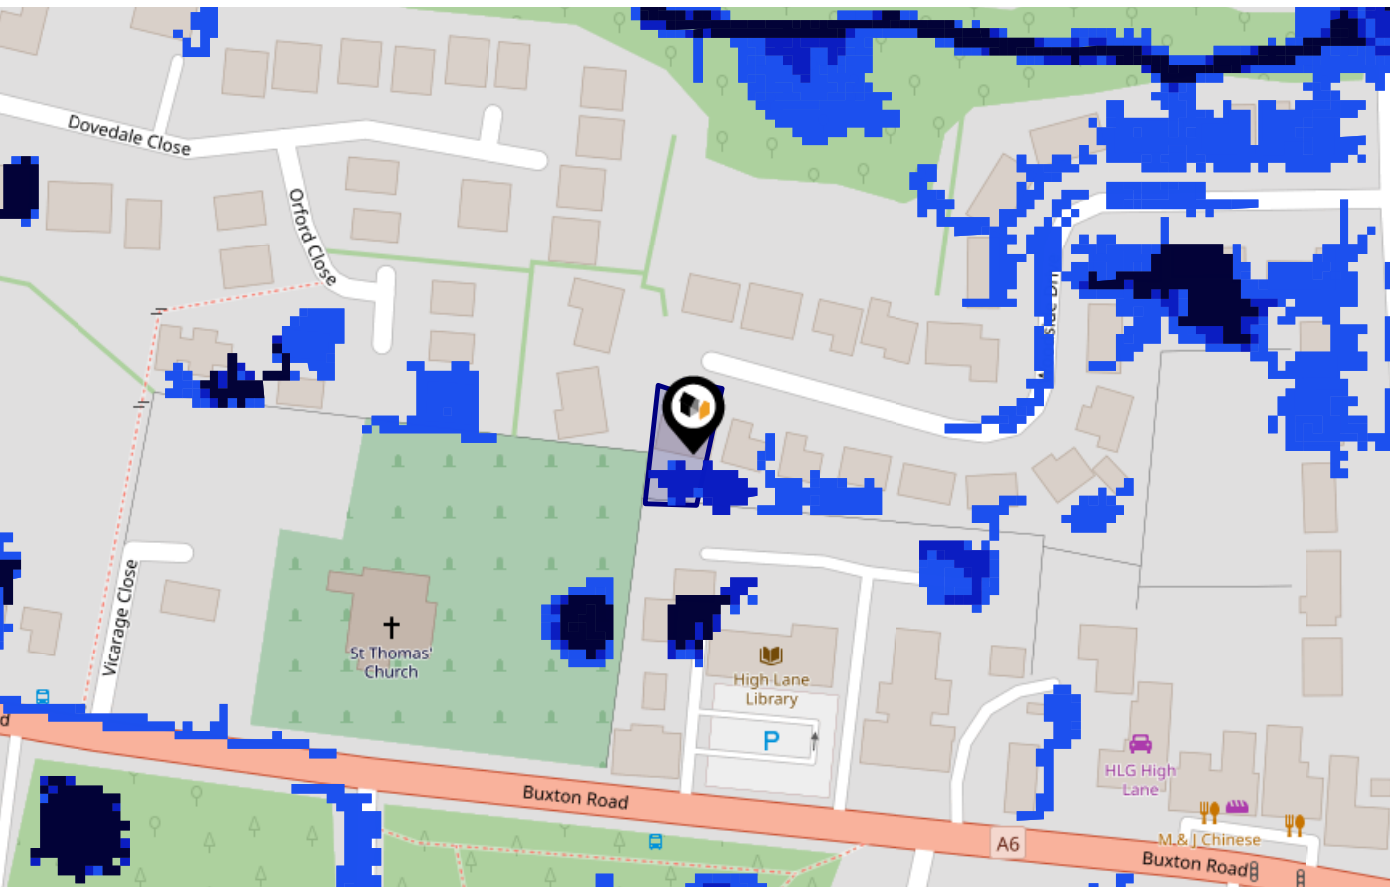 Dovedale Close
Orford Close
Vicarage Close
St Thomas'
Church
High Lane
Library
P
HLG High
Lane
M & J Chinese
Buxton Road
A6
Buxton Road
d